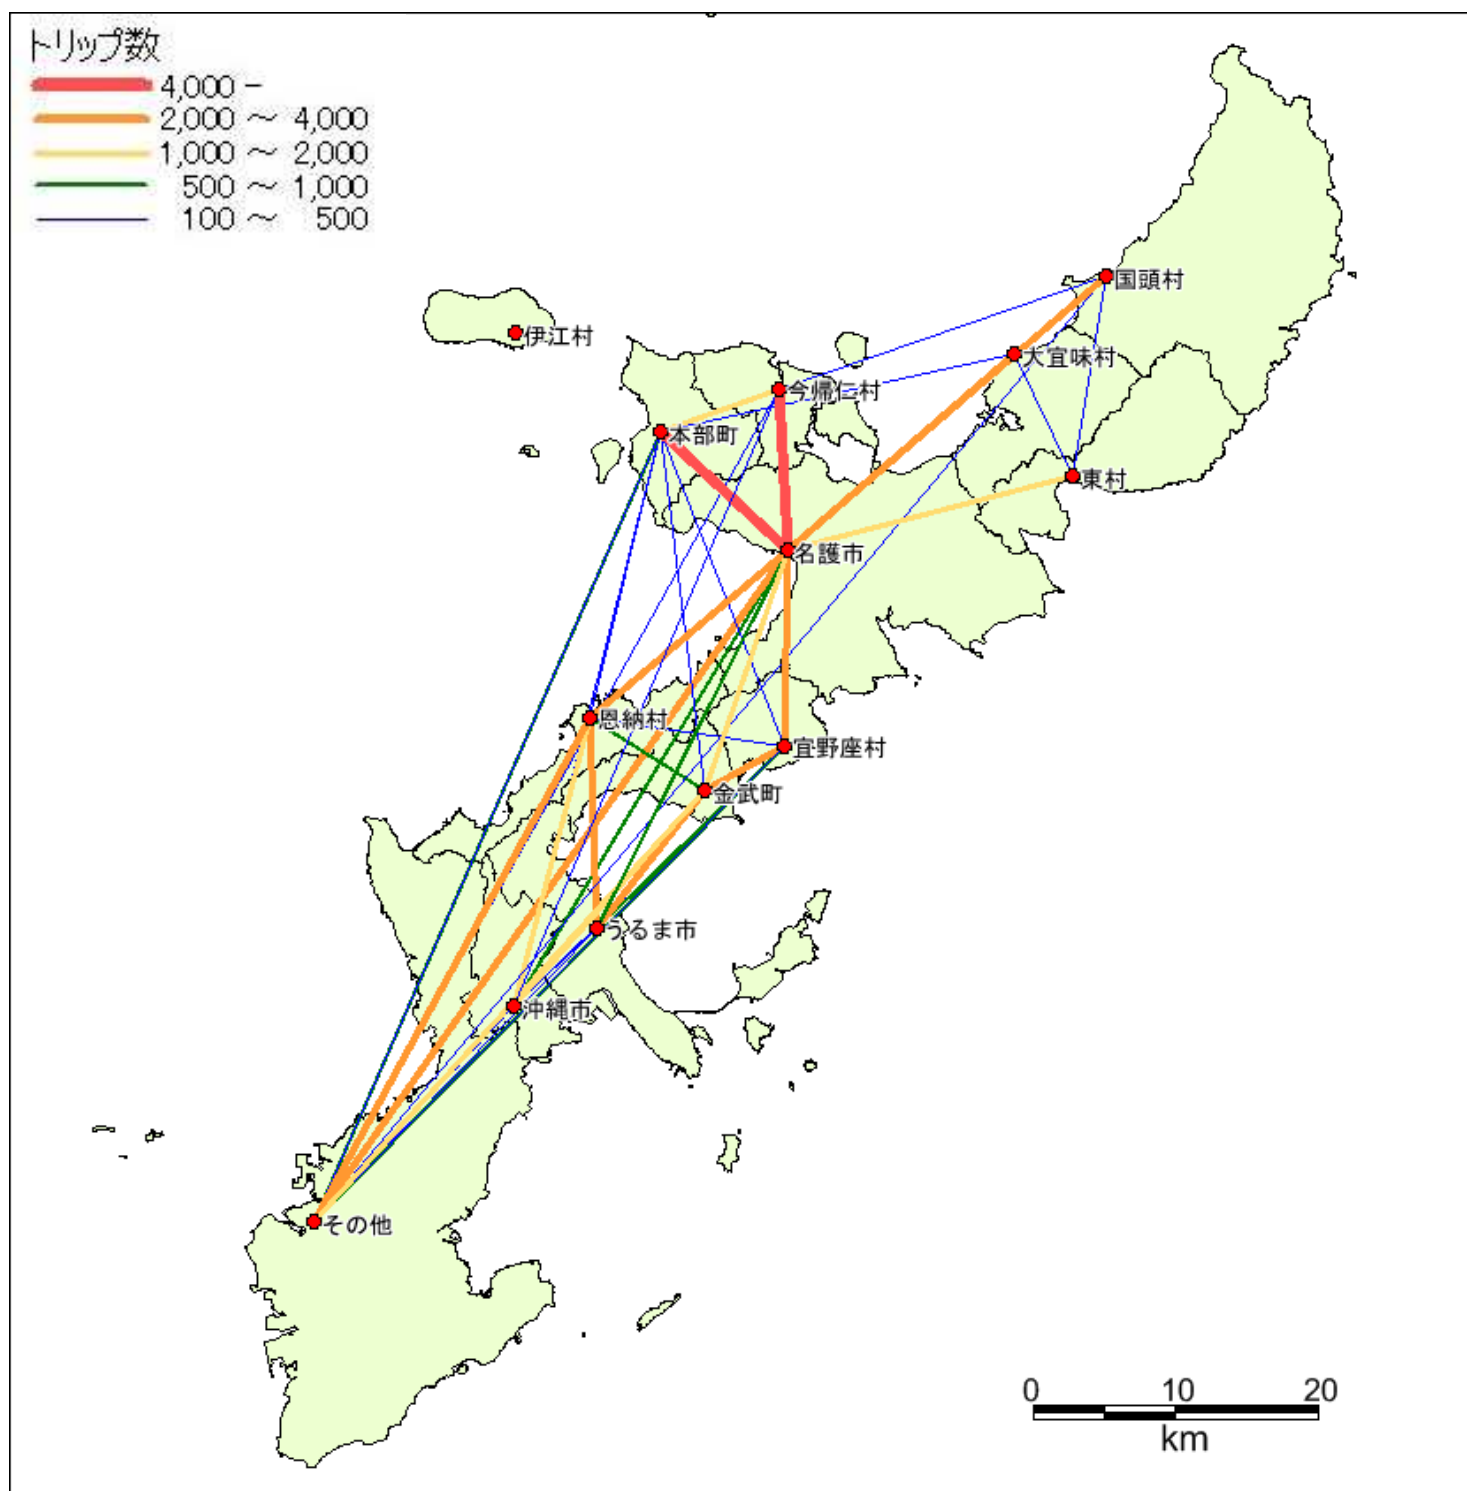 トリップ数
4,000 -
2,000 ～ 4,000
1,000 ～ 2,000
500 ～ 1,000
100 ～ 500
国頭村
伊江村
大宜味村
今帰仁村
本部町
東村
名護市
恩納村
宜野座村
金武町
うるま市
沖縄市
その他
0 10 20
km